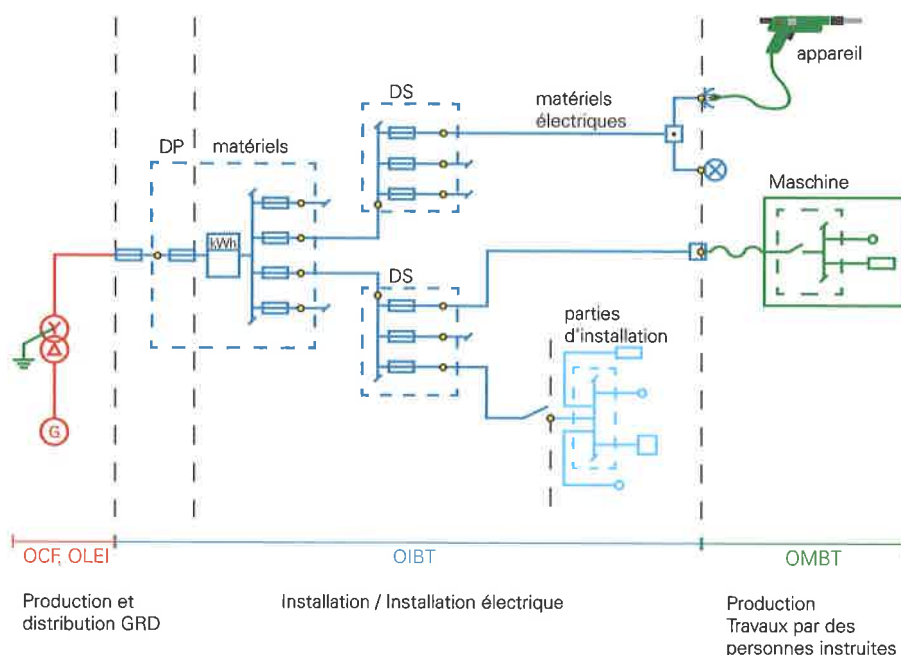 appareil
DS
matériels
électriques
DP
matériels
Maschine
kWh
DS
parties
d'installation
G
OCF, OLEI
OIBT
OMBT
Production et
distribution GRD
Installation / Installation électrique
Production
Travaux par des
personnes instruites